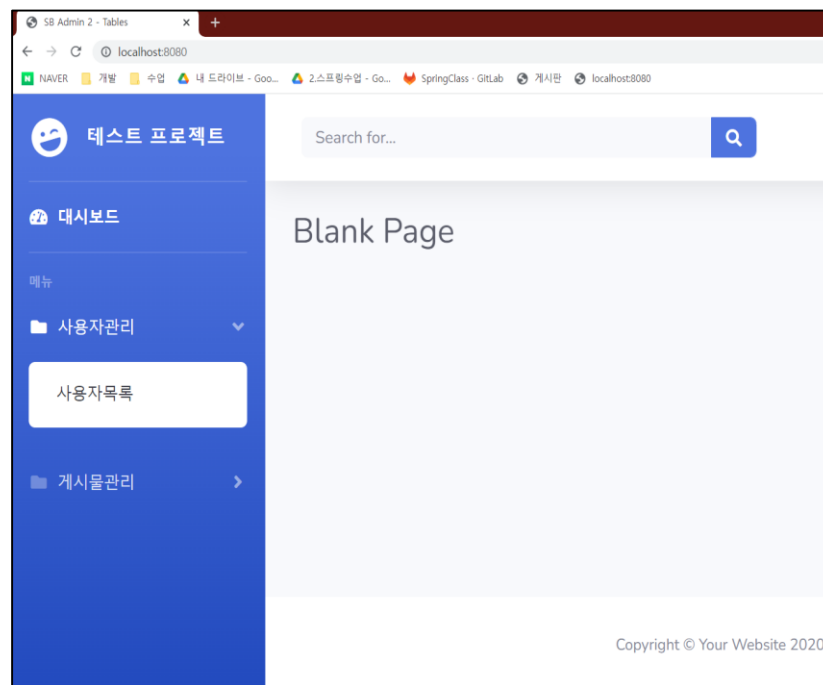 SB Admin 2 - Tables
localhost:8080
NAVER 개발 수업 내 드라이브 - Goo... 2.스프링수업 - Go... SpringClass · GitLab 게시판 localhost:8080
테스트 프로젝트
Search for...
대시보드
Blank Page
메뉴
사용자관리
사용자목록
게시물관리
Copyright © Your Website 2020